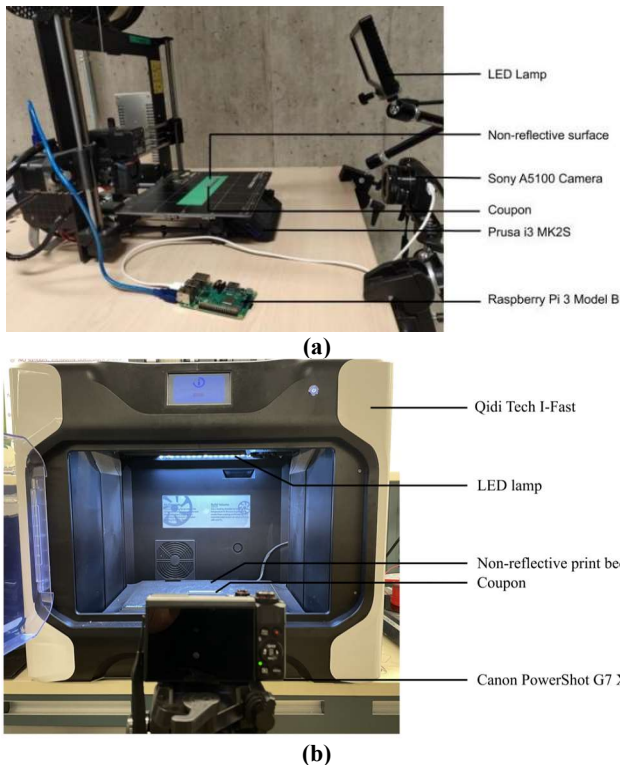 LED Lamp
Non-reflective surface
Sony A5100 Camera
Coupon
Prusa i3 MK2S
Raspberry Pi 3 Model B
(a)
Qidi Tech I-Fast
LED lamp
Non-reflective print bed
Coupon
Canon PowerShot G7 X
(b)